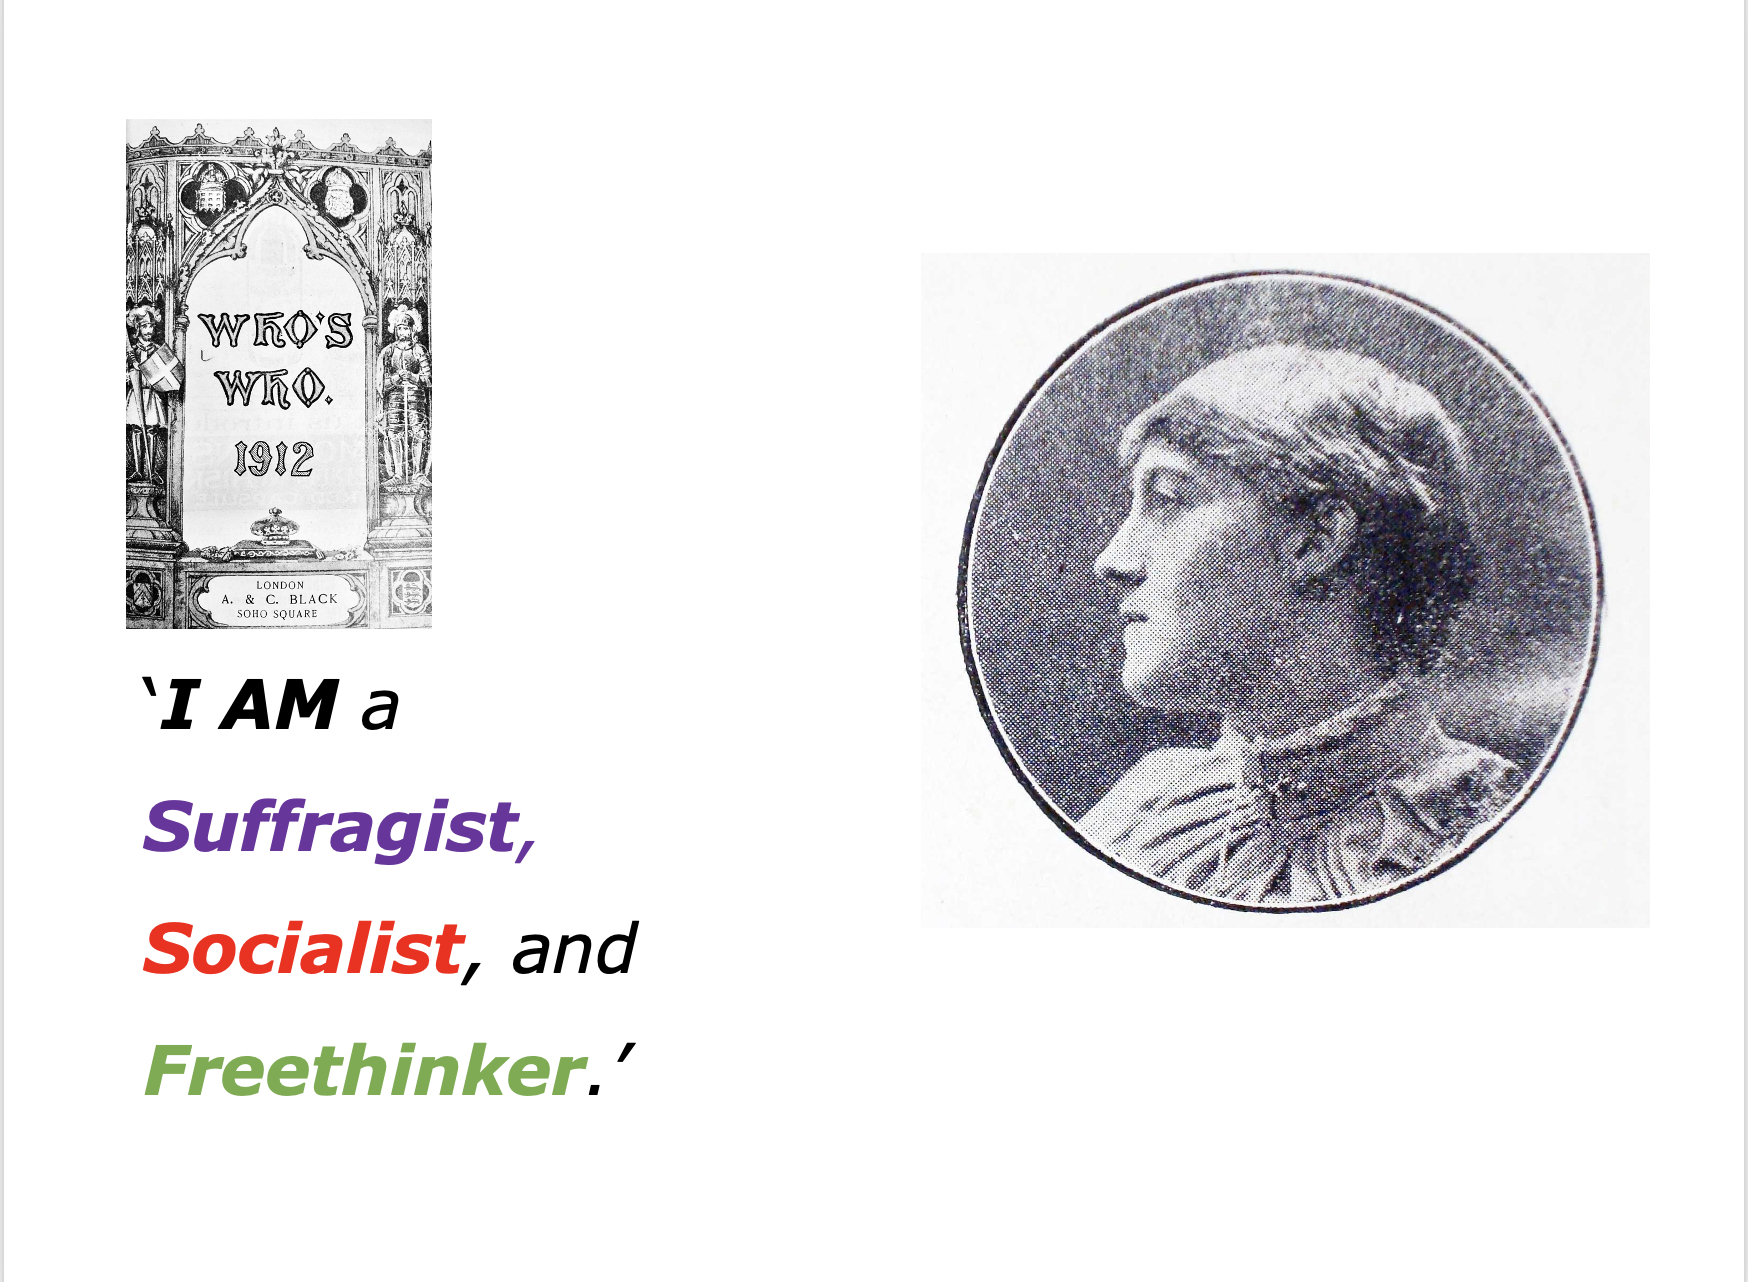 WHO'S
WHO.
1912
LONDON
A. & C. BLACK
SOHO SQUARE
‘I AM a
Suffragist,
Socialist, and
Freethinker.’